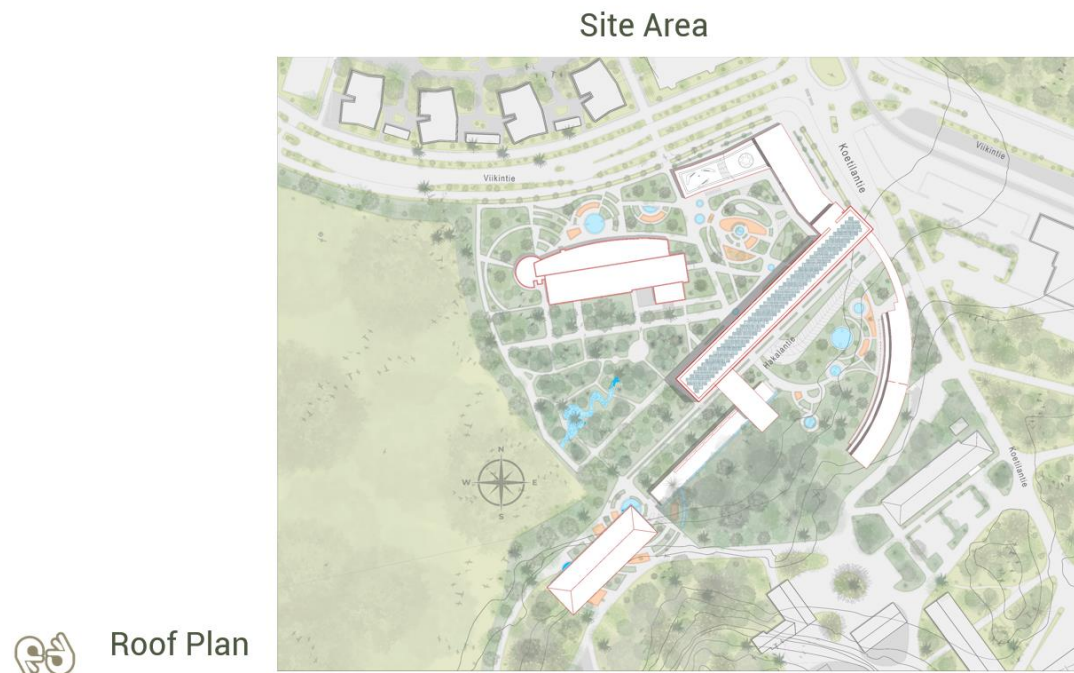 Site Area
Viikintie
Koetilantie
Viikintie
Hakalantie
Koetilantie
N
W
E
S
Roof Plan